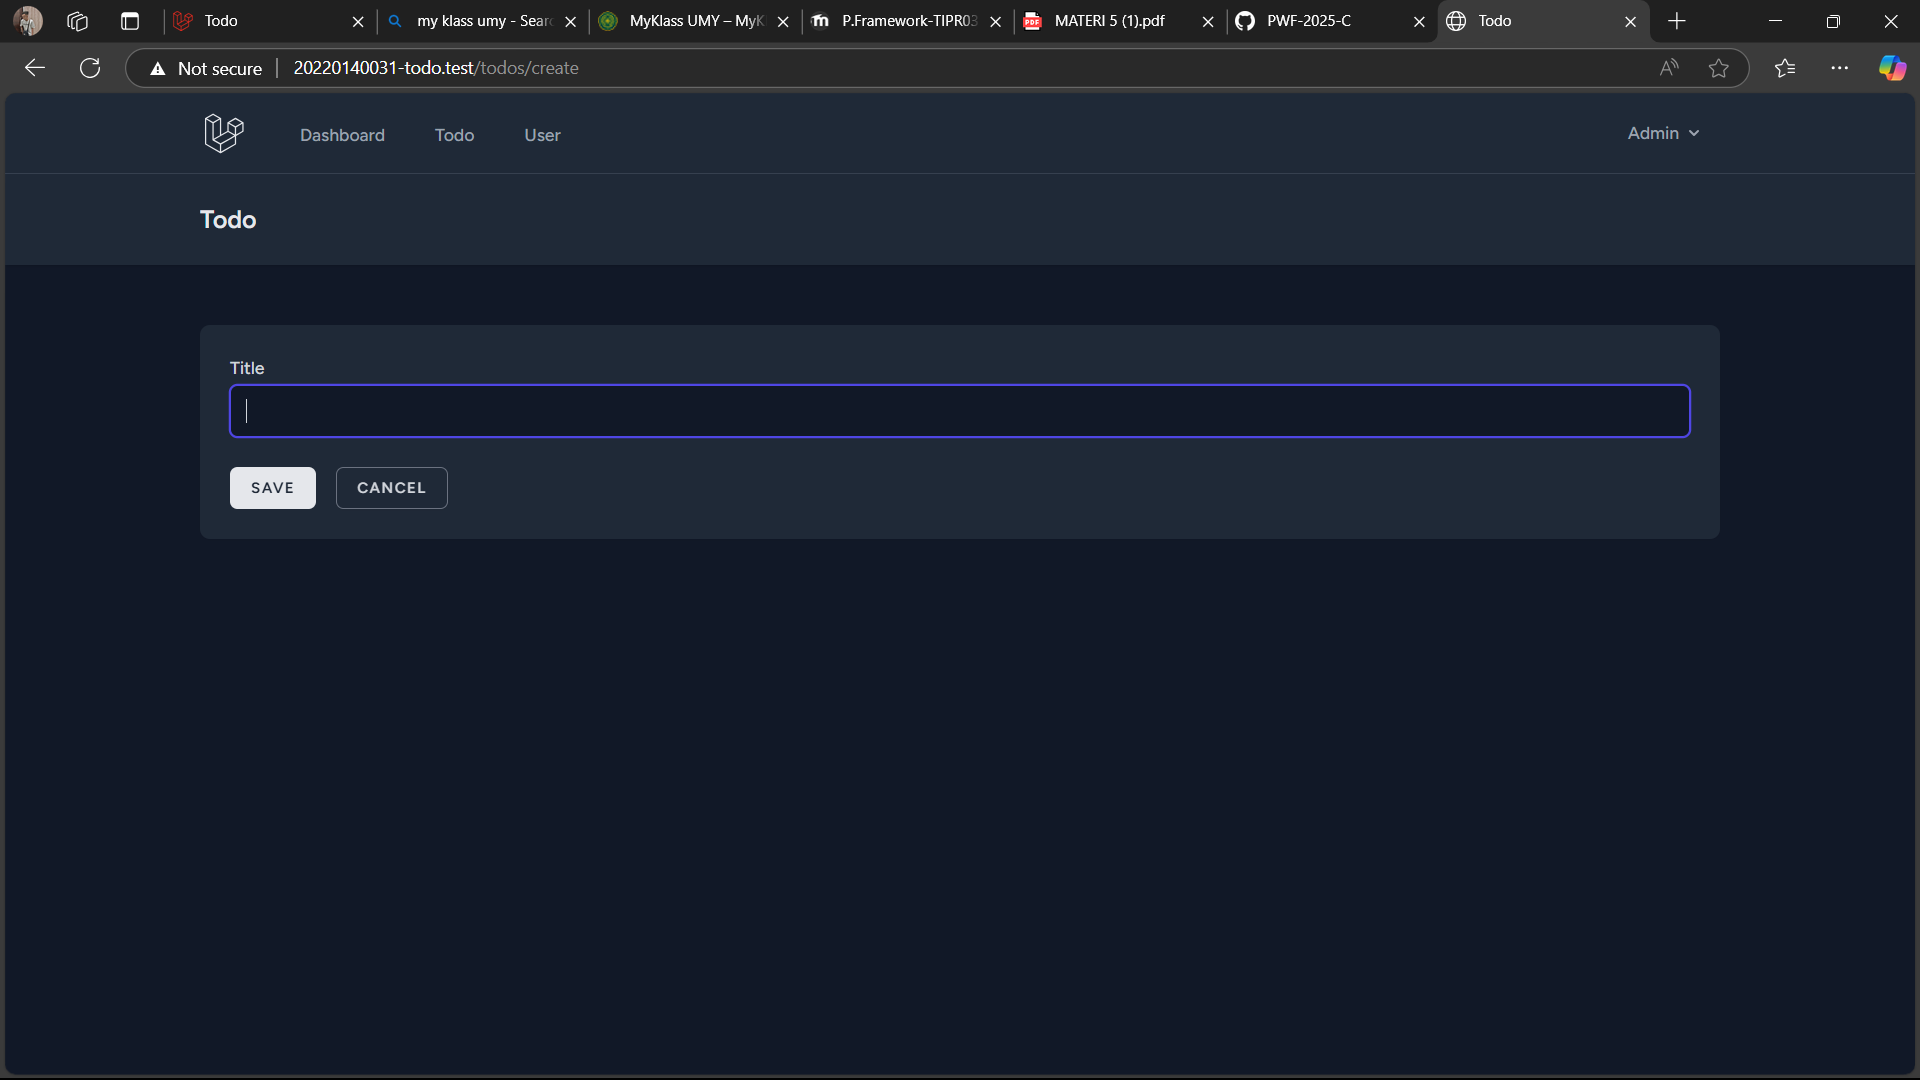 Todo
my klass umy - Sear
MyKlass UMY – MyK
P.Framework-TIPR03
MATERI 5 (1).pdf
PWF-2025-C
Todo
Not secure
20220140031-todo.test/todos/create
Dashboard
Todo
User
Admin
Todo
Title
SAVE
CANCEL